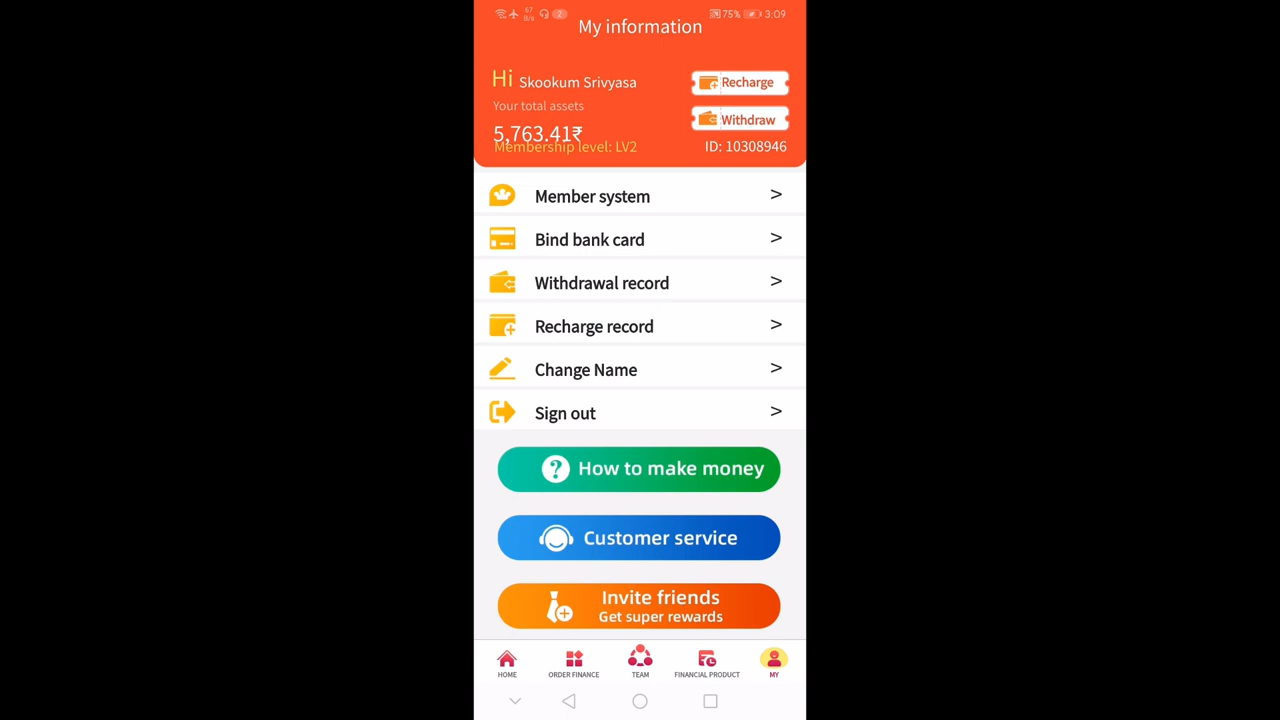 67
B/s
2
75%
3:09
My information
Hi Skookum Srivyasa
Recharge
Your total assets
Withdraw
5,763.41₹
Membership level: LV2
ID: 10308946
Member system >
Bind bank card >
Withdrawal record >
Recharge record >
Change Name >
Sign out >
? How to make money
Customer service
Invite friends
Get super rewards
HOME
ORDER FINANCE
TEAM
FINANCIAL PRODUCT
MY